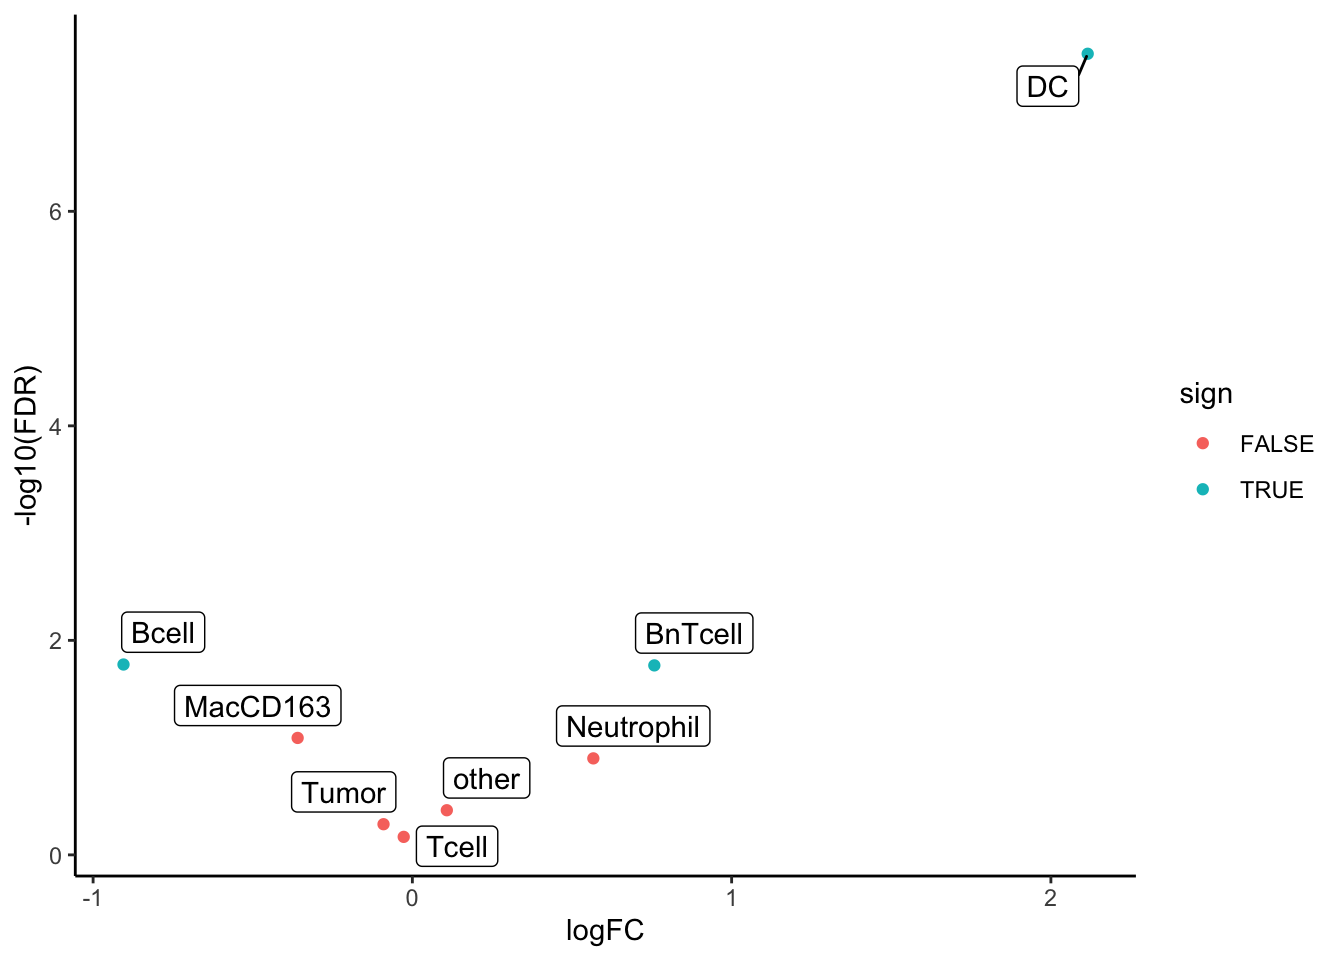 DC
6
-log10(FDR)
sign
4
FALSE
TRUE
Bcell
BnTcell
2
MacCD163
Neutrophil
other
Tumor
Tcell
0
-1
0
1
2
logFC